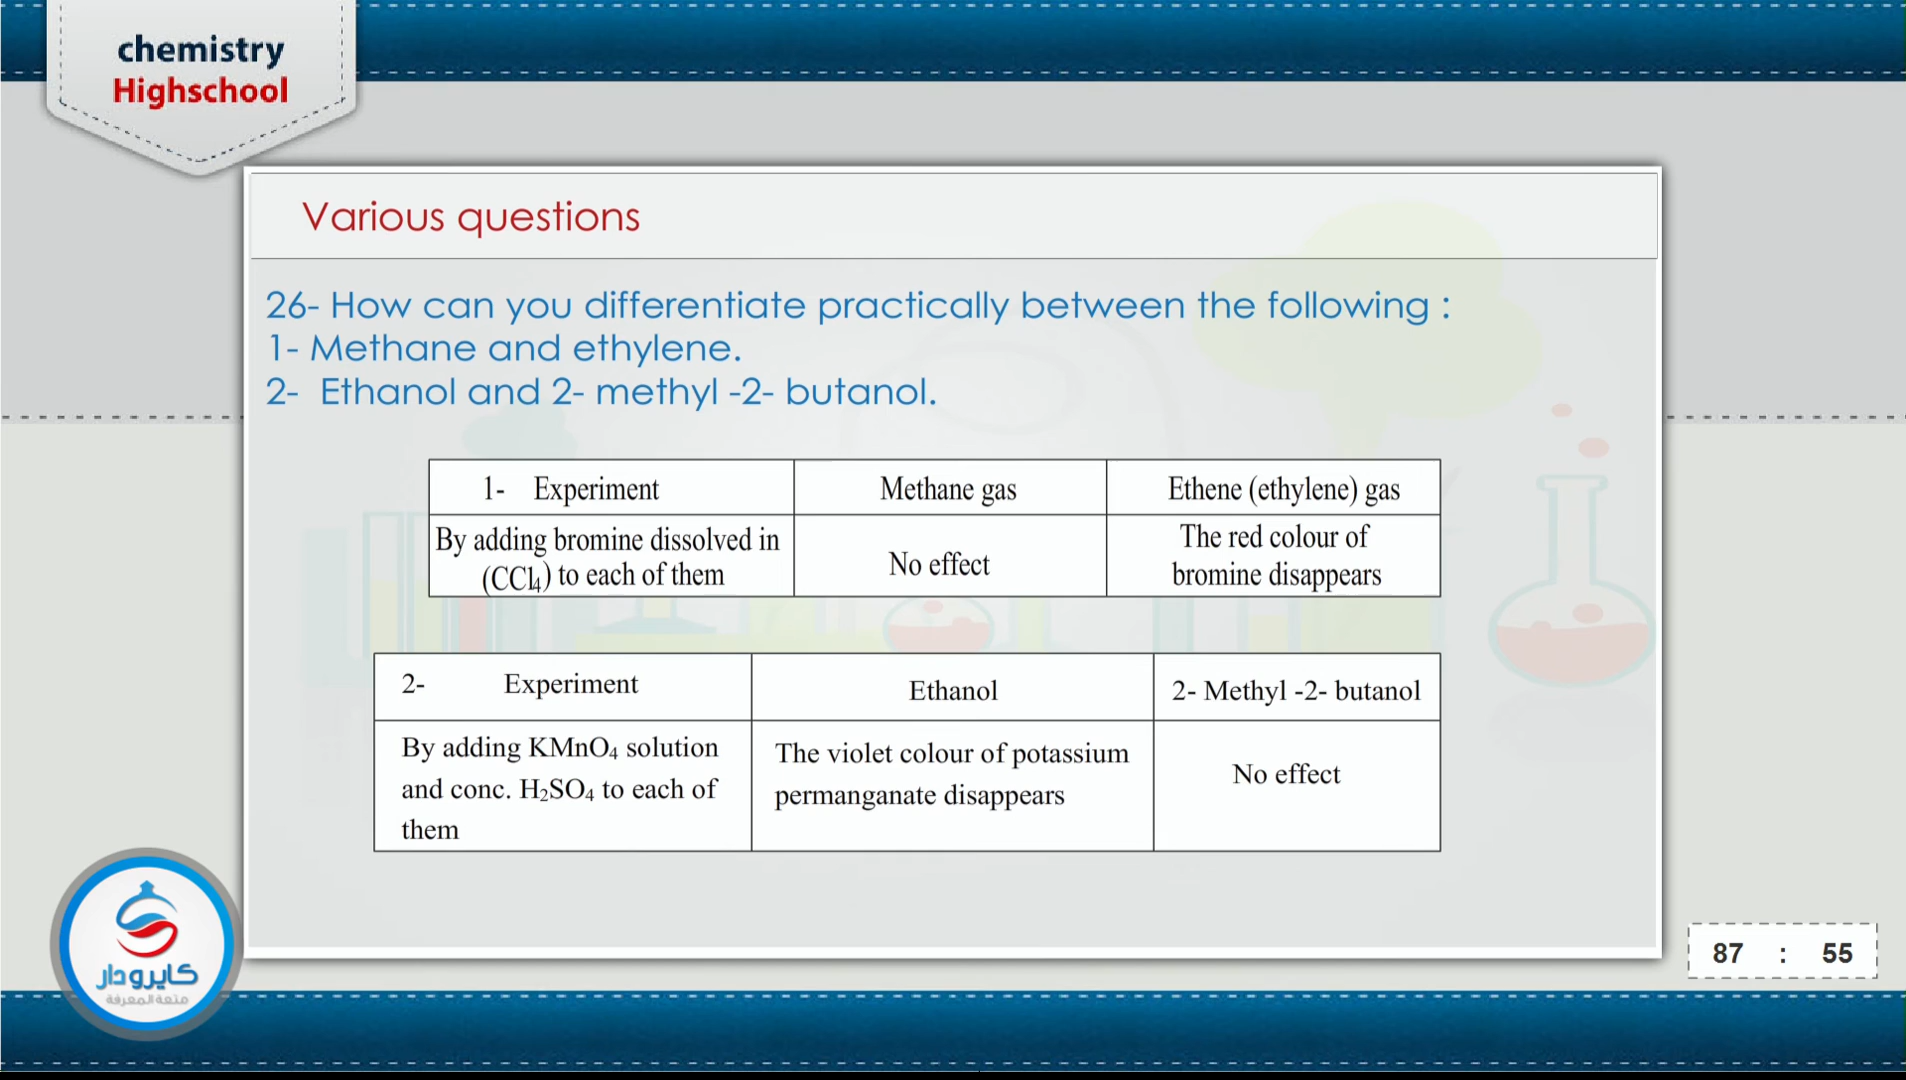 chemistry
Highschool
Various questions
26- How can you differentiate practically between the following :
1- Methane and ethylene.
2- Ethanol and 2- methyl -2- butanol.
1- Experiment
Methane gas
Ethene (ethylene) gas
By adding bromine dissolved in
(CCl₄) to each of them
No effect
The red colour of
bromine disappears
2- Experiment
Ethanol
2- Methyl -2- butanol
By adding KMnO₄ solution
and conc. H₂SO₄ to each of
them
The violet colour of potassium
permanganate disappears
No effect
كايرودار
متعة المعرفة
87 : 55